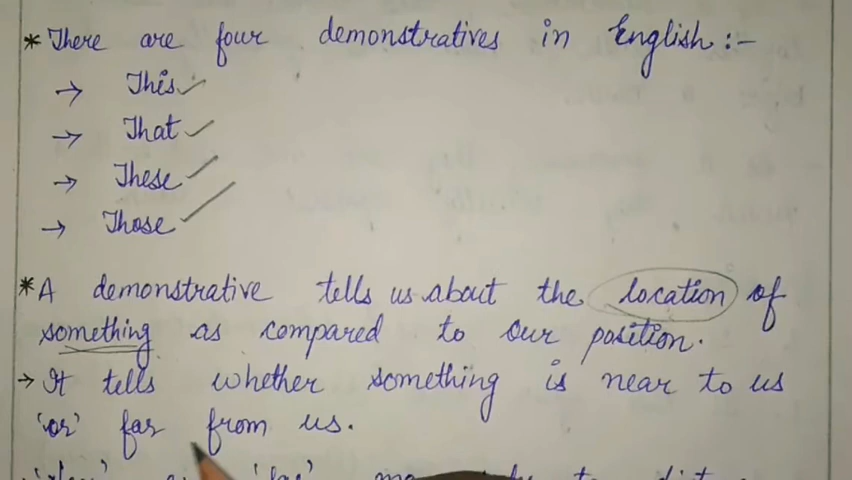 * There are four demonstratives in English :-
→ This ✓
→ That ✓
→ These ✓
→ Those ✓
* A demonstrative tells us about the location of
something as compared to our position.
→ It tells whether something is near to us
'or' far from us.